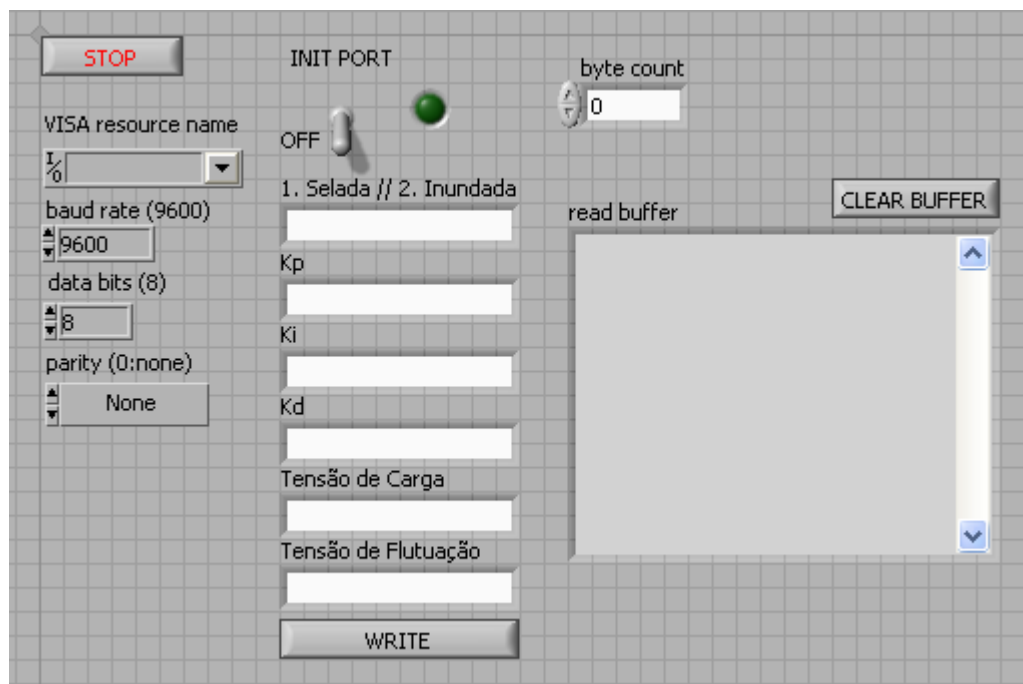 STOP
VISA resource name
I/O
baud rate (9600)
9600
data bits (8)
8
parity (0:none)
None
INIT PORT
OFF
1. Selada // 2. Inundada
Kp
Ki
Kd
Tensão de Carga
Tensão de Flutuação
WRITE
byte count
0
read buffer
CLEAR BUFFER